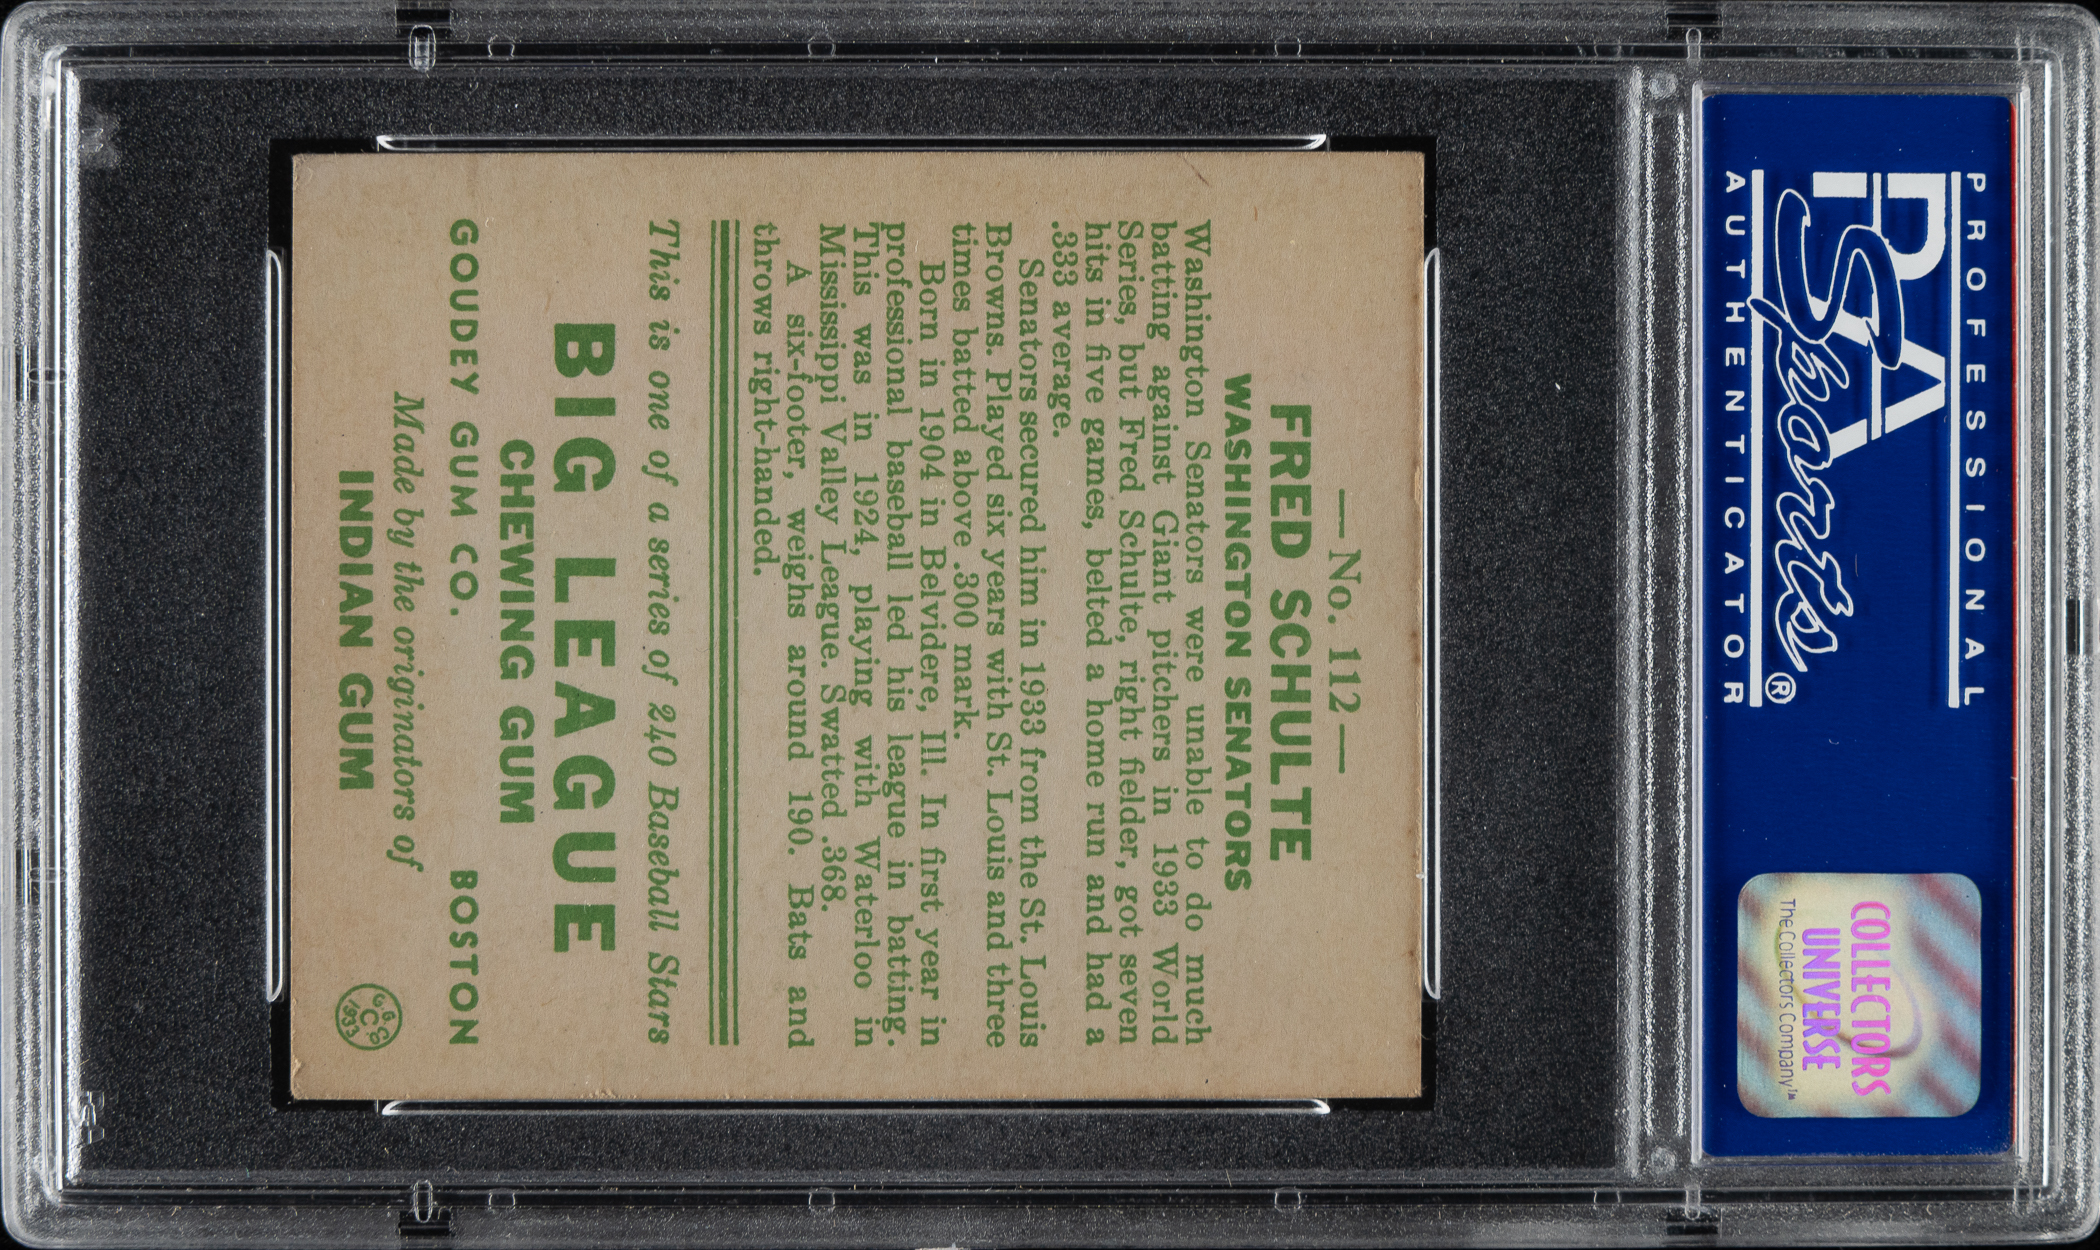 PROFESSIONAL
PSA
Sports®
AUTHENTICATOR
COLLECTORS
UNIVERSE
The Collectors Company™
—No. 112—
FRED SCHULTE
WASHINGTON SENATORS
Washington Senators were unable to do much
batting against Giant pitchers in 1933 World
Series, but Fred Schulte, right fielder, got seven
hits in five games, belted a home run and had a
.333 average.
Senators secured him in 1933 from the St. Louis
Browns. Played six years with St. Louis and three
times batted above .300 mark.
Born in 1904 in Belvidere, Ill. In first year in
professional baseball led his league in batting.
This was in 1924, playing with Waterloo in
Mississippi Valley League. Swatted .368.
A six-footer, weighs around 190. Bats and
throws right-handed.
This is one of a series of 240 Baseball Stars
BIG LEAGUE
CHEWING GUM
GOUDEY GUM CO. BOSTON
Made by the originators of
INDIAN GUM
GGCO
C
1933
PSA